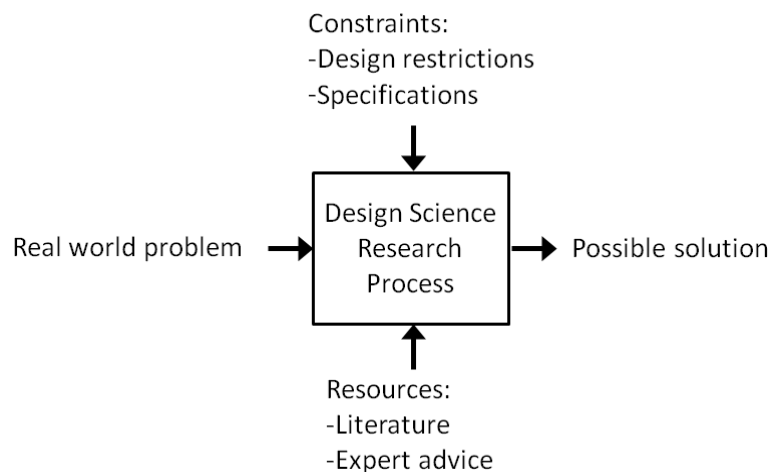 Constraints:
-Design restrictions
-Specifications
Real world problem
Design Science
Research
Process
Possible solution
Resources:
-Literature
-Expert advice